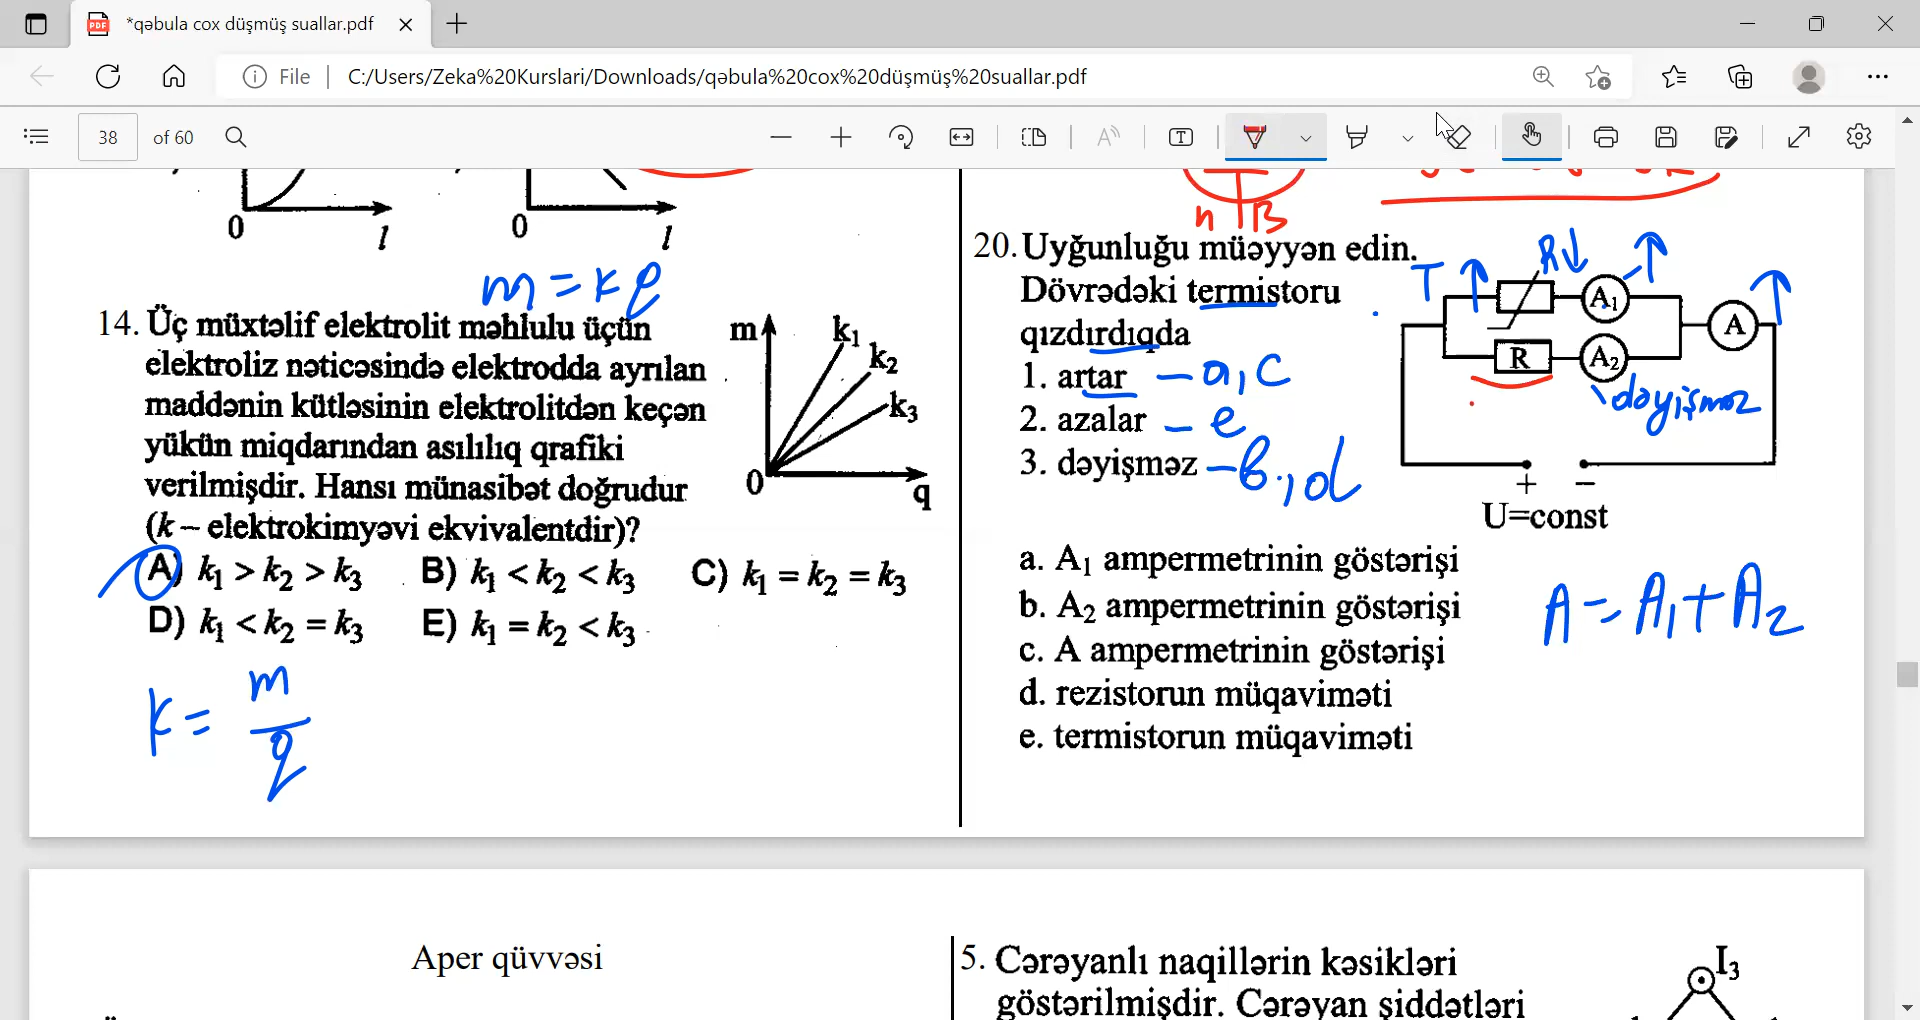 *qəbula cox düşmüş suallar.pdf
File
C:/Users/Zeka%20Kurslari/Downloads/qəbula%20cox%20düşmüş%20suallar.pdf
38 of 60
0 l
0 l
m = k q
14. Üç müxtəlif elektrolit məhlulu üçün
elektroliz nəticəsində elektrodda ayrılan
maddənin kütləsinin elektrolitdən keçən
yükün miqdarından asılılıq qrafiki
verilmişdir. Hansı münasibət doğrudur
(k – elektrokimyəvi ekvivalentdir)?
m k₁
k₂
k₃
0 q
A) k₁ > k₂ > k₃ B) k₁ < k₂ < k₃ C) k₁ = k₂ = k₃
D) k₁ < k₂ = k₃ E) k₁ = k₂ < k₃
k = m/q
n B
20. Uyğunluğu müəyyən edin.
Dövrədəki termistoru
qızdırdıqda
1. artar – a, c
2. azalar – e
3. dəyişməz – b, d
T ↑ R↓ ↑ ↑
A₁ A
R A₂
dəyişməz
+ −
U=const
a. A₁ ampermetrinin göstərişi
b. A₂ ampermetrinin göstərişi
c. A ampermetrinin göstərişi
d. rezistorun müqaviməti
e. termistorun müqaviməti
A = A₁ + A₂
Aper qüvvəsi
5. Cərəyanlı naqillərin kəsikləri
göstərilmişdir. Cərəyan şiddətləri
I₃